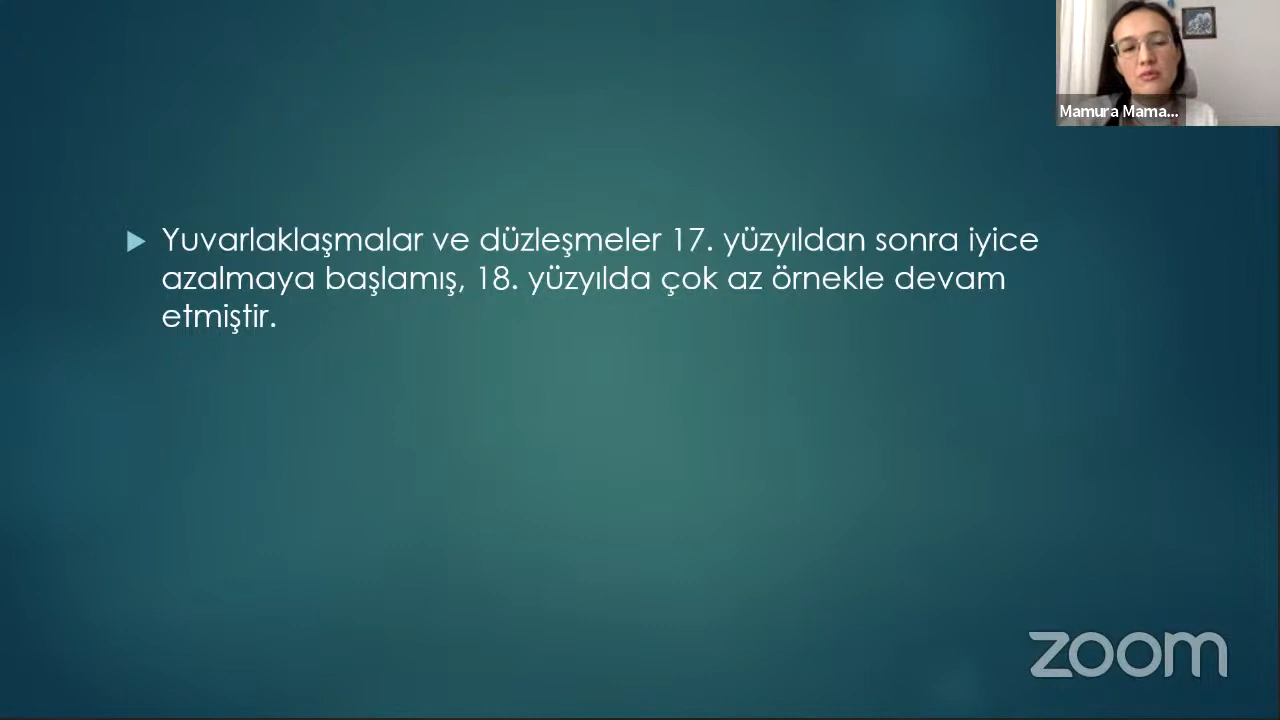 Mamura Mama...
Yuvarlaklaşmalar ve düzleşmeler 17. yüzyıldan sonra iyice
azalmaya başlamış, 18. yüzyılda çok az örnekle devam
etmiştir.
zoom